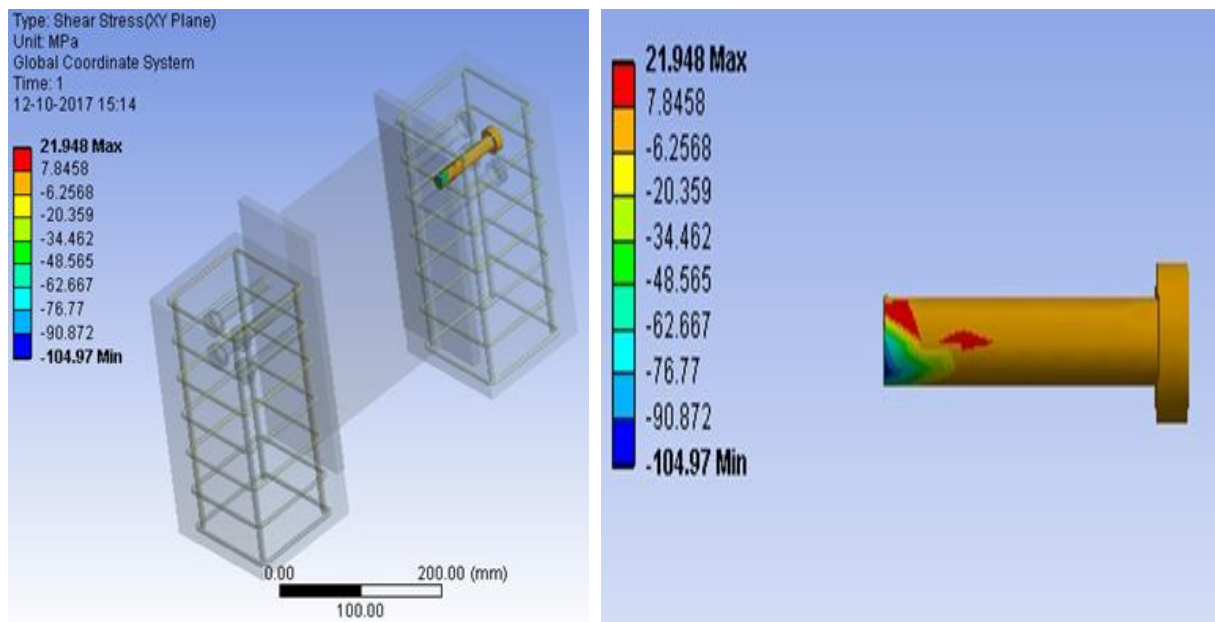 Type: Shear Stress(XY Plane)
Unit: MPa
Global Coordinate System
Time: 1
12-10-2017 15:14
21.948 Max
7.8458
-6.2568
-20.359
-34.462
-48.565
-62.667
-76.77
-90.872
-104.97 Min
0.00
200.00 (mm)
100.00
21.948 Max
7.8458
-6.2568
-20.359
-34.462
-48.565
-62.667
-76.77
-90.872
-104.97 Min